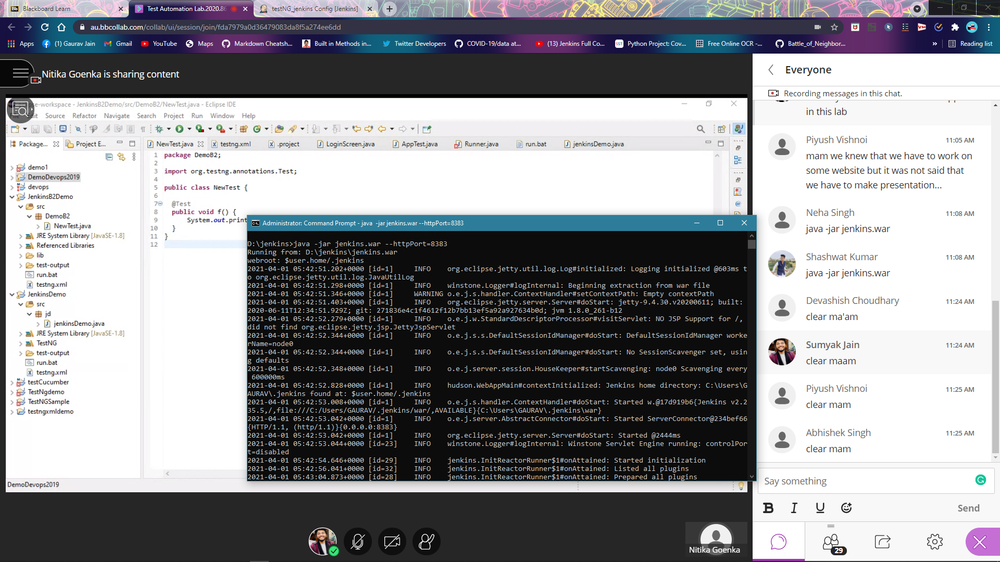 Blackboard Learn
Test Automation Lab.2020.86
testNG_jenkins Config [Jenkins]
au.bbcollab.com/collab/ui/session/join/fda7979a0d36479083da8f5a274ee6dd
Apps
(1) Gaurav Jain
Gmail
YouTube
Maps
Markdown Cheatsh...
Built in Methods in...
Twitter Developers
COVID-19/data at...
(13) Jenkins Full Co...
Python Project: Cov...
Free Online OCR -...
Battle_of_Neighbor...
Reading list
Nitika Goenka is sharing content
se-workspace - JenkinsB2Demo/src/DemoB2/NewTest.java - Eclipse IDE
Source Refactor Navigate Search Project Run Window Help
Package...
Project E...
NewTest.java
testng.xml
.project
LoginScreen.java
AppTest.java
Runner.java
run.bat
jenkinsDemo.java
demo1
DemoDevops2019
devops
JenkinsB2Demo
src
DemoB2
NewTest.java
JRE System Library [JavaSE-1.8]
Referenced Libraries
lib
test-output
run.bat
testng.xml
JenkinsDemo
src
jd
jenkinsDemo.java
JRE System Library [JavaSE-1.8]
TestNG
test-output
run.bat
testng.xml
testCucumber
TestNgdemo
TestNGSample
testngxmldemo
1 package DemoB2;
2
3 import org.testng.annotations.Test;
4
5 public class NewTest {
6
7 @Test
8 public void f() {
9 System.out.print
10 }
11 }
12
Administrator: Command Prompt - java -jar jenkins.war --httpPort=8383
D:\jenkins>java -jar jenkins.war --httpPort=8383
Running from: D:\jenkins\jenkins.war
webroot: $user.home/.jenkins
2021-04-01 05:42:51.202+0000 [id=1] INFO org.eclipse.jetty.util.log.Log#initialized: Logging initialized @603ms t
o org.eclipse.jetty.util.log.JavaUtilLog
2021-04-01 05:42:51.298+0000 [id=1] INFO winstone.Logger#logInternal: Beginning extraction from war file
2021-04-01 05:42:51.346+0000 [id=1] WARNING o.e.j.s.handler.ContextHandler#setContextPath: Empty contextPath
2021-04-01 05:42:51.403+0000 [id=1] INFO org.eclipse.jetty.server.Server#doStart: jetty-9.4.30.v20200611; built:
2020-06-11T12:34:51.929Z; git: 271836e4c1f4612f12b7bb13ef5a92a927634b0d; jvm 1.8.0_261-b12
2021-04-01 05:42:52.279+0000 [id=1] INFO o.e.j.w.StandardDescriptorProcessor#visitServlet: NO JSP Support for /,
did not find org.eclipse.jetty.jsp.JettyJspServlet
2021-04-01 05:42:52.344+0000 [id=1] INFO o.e.j.s.s.DefaultSessionIdManager#doStart: DefaultSessionIdManager worke
rName=node0
2021-04-01 05:42:52.344+0000 [id=1] INFO o.e.j.s.s.DefaultSessionIdManager#doStart: No SessionScavenger set, usin
g defaults
2021-04-01 05:42:52.348+0000 [id=1] INFO o.e.j.server.session.HouseKeeper#startScavenging: node0 Scavenging every
600000ms
2021-04-01 05:42:52.828+0000 [id=1] INFO hudson.WebAppMain#contextInitialized: Jenkins home directory: C:\Users\G
AURAV\.jenkins found at: $user.home/.jenkins
2021-04-01 05:42:53.008+0000 [id=1] INFO o.e.j.s.handler.ContextHandler#doStart: Started w.@17d919b6{Jenkins v2.2
35.5,/,file:///C:/Users/GAURAV/.jenkins/war/,AVAILABLE}{C:\Users\GAURAV\.jenkins\war}
2021-04-01 05:42:53.042+0000 [id=1] INFO o.e.j.server.AbstractConnector#doStart: Started ServerConnector@234bef66
{HTTP/1.1, (http/1.1)}{0.0.0.0:8383}
2021-04-01 05:42:53.042+0000 [id=1] INFO org.eclipse.jetty.server.Server#doStart: Started @2444ms
2021-04-01 05:42:53.044+0000 [id=23] INFO winstone.Logger#logInternal: Winstone Servlet Engine running: controlPor
t=disabled
2021-04-01 05:42:54.646+0000 [id=29] INFO jenkins.InitReactorRunner$1#onAttained: Started initialization
2021-04-01 05:42:56.041+0000 [id=32] INFO jenkins.InitReactorRunner$1#onAttained: Listed all plugins
2021-04-01 05:43:04.873+0000 [id=28] INFO jenkins.InitReactorRunner$1#onAttained: Prepared all plugins
DemoDevops2019
Nitika Goenka
Everyone
Recording messages in this chat.
in this lab
Piyush Vishnoi 11:05 AM
mam we knew that we have to work on
some website but it was not said that
we have to make presentation...
Neha Singh 11:08 AM
java -jar jenkins.war
Shashwat Kumar 11:08 AM
java -jar jenkins.war
Devashish Choudhary 11:24 AM
clear ma'am
Sumyak Jain 11:24 AM
clear maam
Piyush Vishnoi 11:25 AM
clear mam
Abhishek Singh 11:25 AM
clear mam
Say something
B I U
Send
29